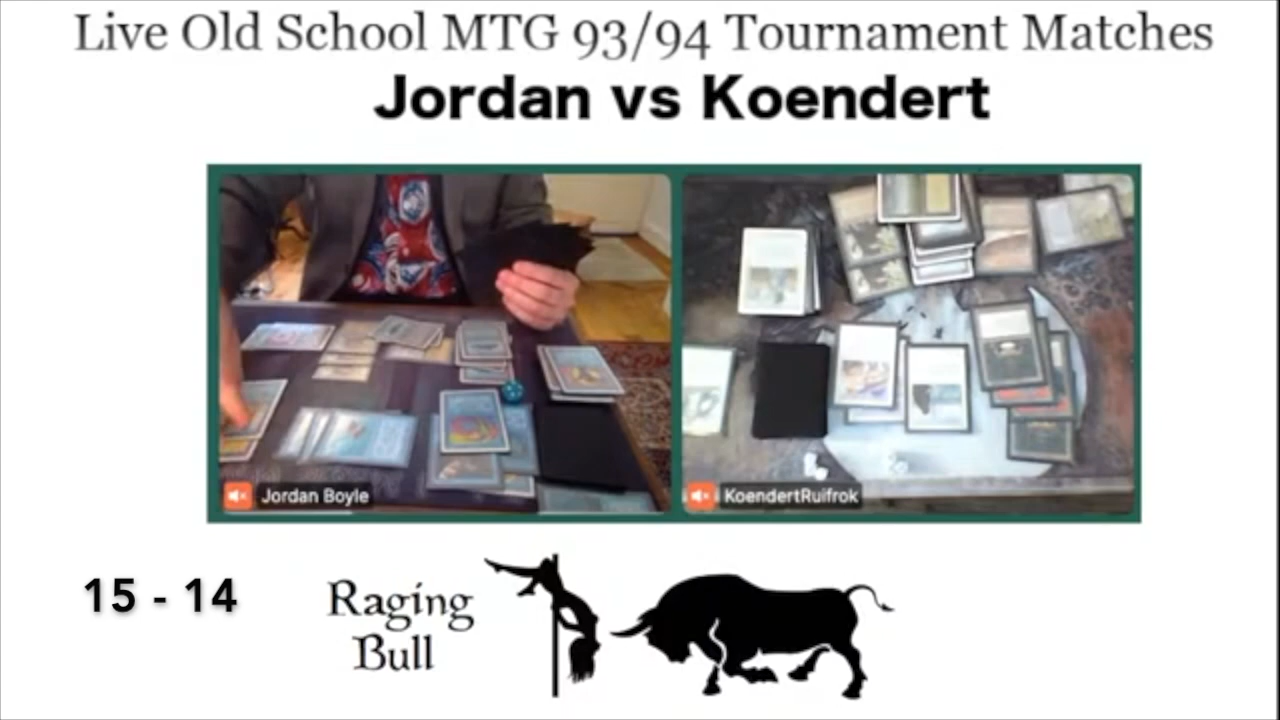 Live Old School MTG 93/94 Tournament Matches
Jordan vs Koendert
Jordan Boyle
KoendertRuifrok
15 - 14
Raging
Bull